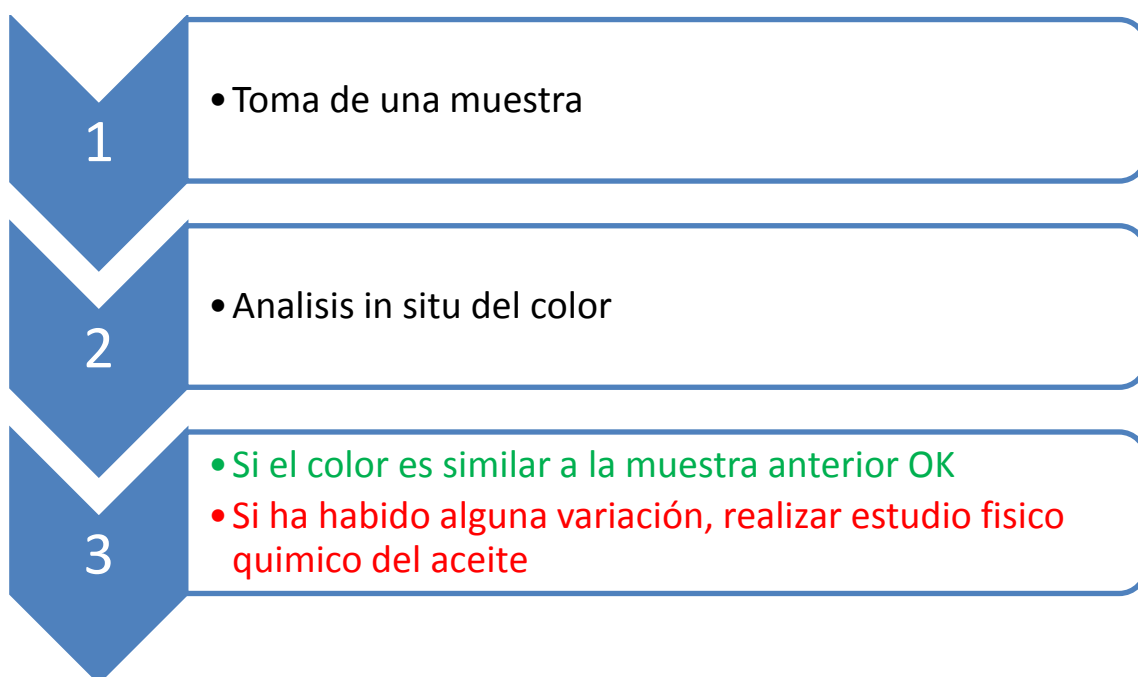 1
• Toma de una muestra
2
• Analisis in situ del color
3
• Si el color es similar a la muestra anterior OK
• Si ha habido alguna variación, realizar estudio fisico
quimico del aceite